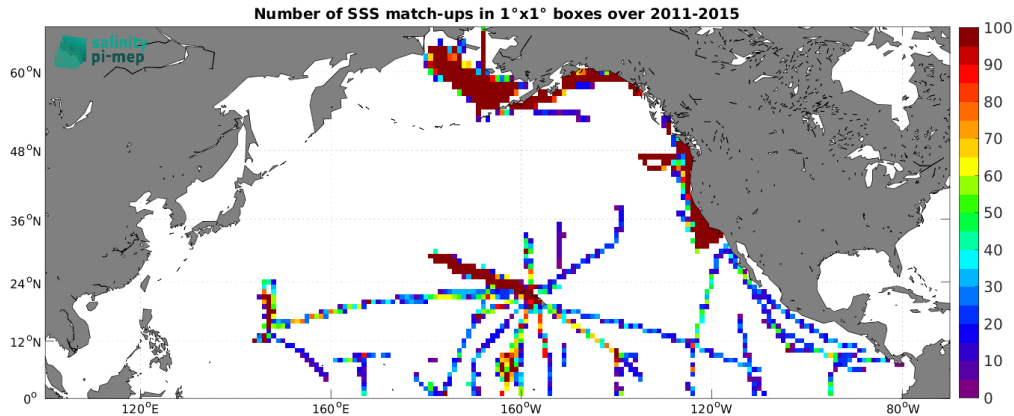 Number of SSS match-ups in 1°x1° boxes over 2011-2015
salinity
pi-mep
60°N
48°N
36°N
24°N
12°N
0°
120°E
160°E
160°W
120°W
80°W
100
90
80
70
60
50
40
30
20
10
0